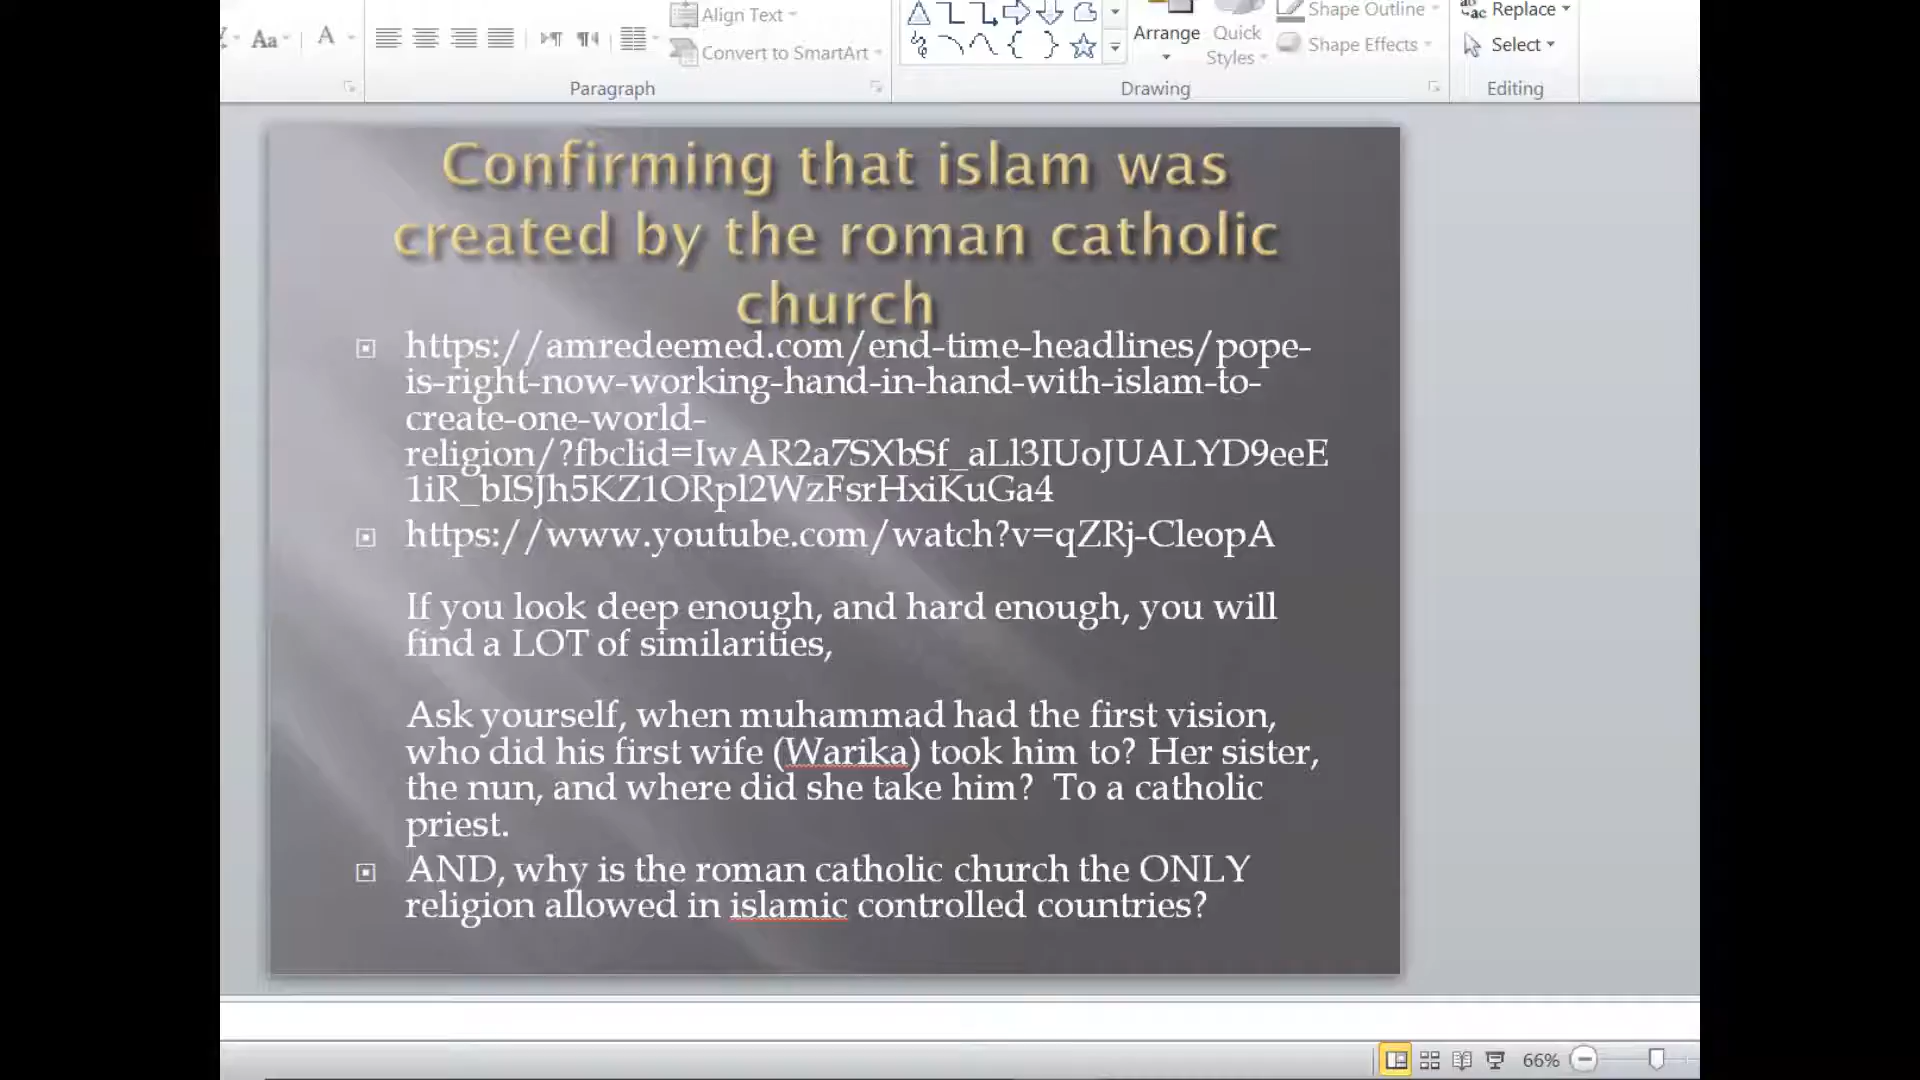 Aa
A
Align Text
Convert to SmartArt
Paragraph
Arrange
Quick
Styles
Drawing
Shape Outline
Shape Effects
Replace
Select
Editing
Confirming that islam was
created by the roman catholic
church
https://amredeemed.com/end-time-headlines/pope-
is-right-now-working-hand-in-hand-with-islam-to-
create-one-world-
religion/?fbclid=IwAR2a7SXbSf_aLl3IUoJUALYD9eeE
1iR_bISJh5KZ1ORpl2WzFsrHxiKuGa4
https://www.youtube.com/watch?v=qZRj-CleopA
If you look deep enough, and hard enough, you will
find a LOT of similarities,
Ask yourself, when muhammad had the first vision,
who did his first wife (Warika) took him to? Her sister,
the nun, and where did she take him? To a catholic
priest.
AND, why is the roman catholic church the ONLY
religion allowed in islamic controlled countries?
66%